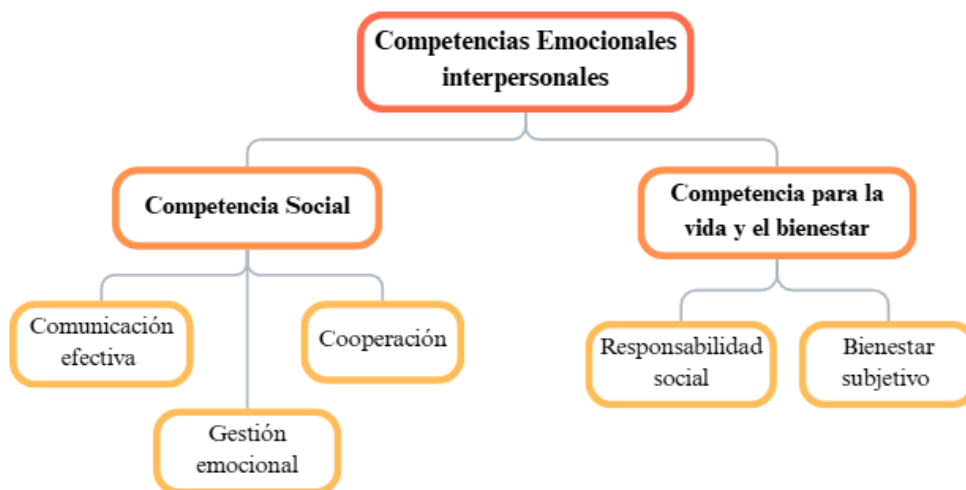 Competencias Emocionales
interpersonales
Competencia Social
Competencia para la
vida y el bienestar
Comunicación
efectiva
Cooperación
Gestión
emocional
Responsabilidad
social
Bienestar
subjetivo